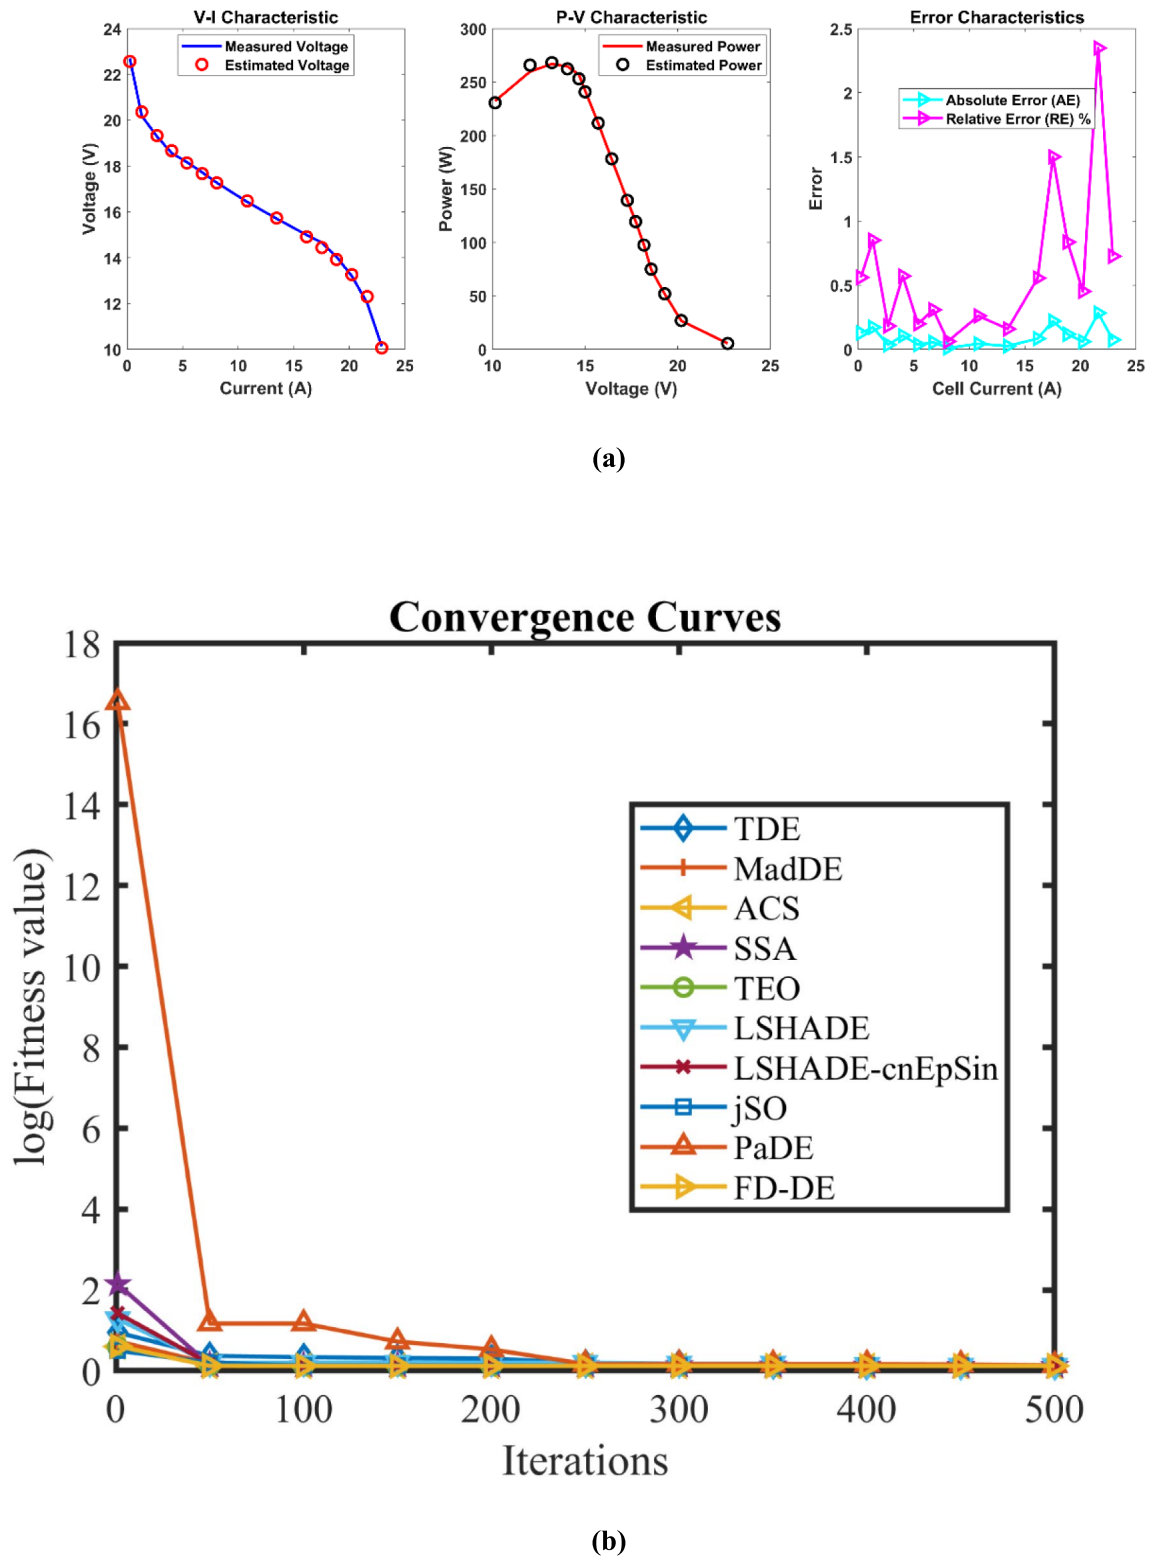 V-I Characteristic
24
22
20
18
16
14
12
10
Voltage (V)
0 5 10 15 20 25
Current (A)
Measured Voltage
Estimated Voltage
P-V Characteristic
300
250
200
150
100
50
0
Power (W)
10 15 20 25
Voltage (V)
Measured Power
Estimated Power
Error Characteristics
2.5
2
1.5
1
0.5
0
Error
0 5 10 15 20 25
Cell Current (A)
Absolute Error (AE)
Relative Error (RE) %
(a)
Convergence Curves
18
16
14
12
10
8
6
4
2
0
log(Fitness value)
TDE
MadDE
ACS
SSA
TEO
LSHADE
LSHADE-cnEpSin
jSO
PaDE
FD-DE
0 100 200 300 400 500
Iterations
(b)